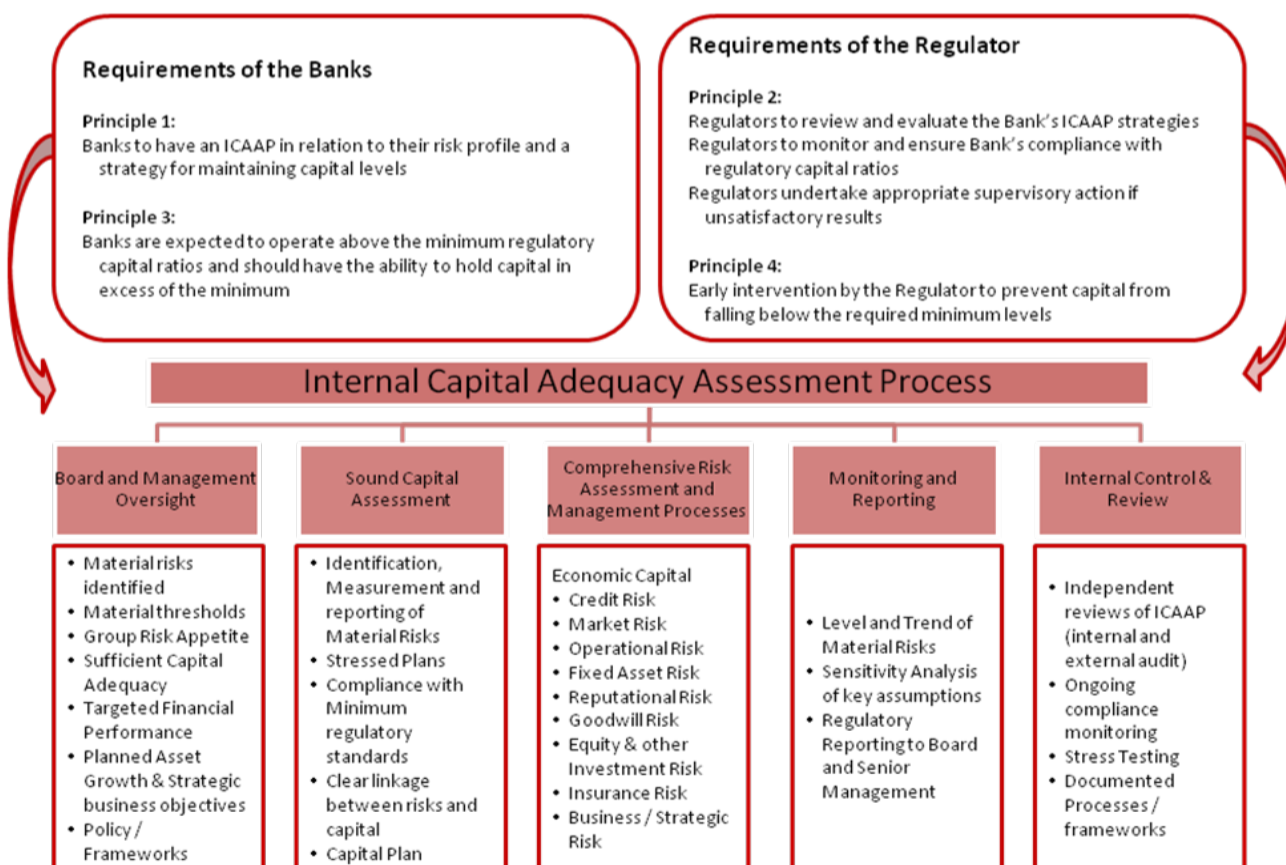 Requirements of the Banks
Principle 1:
Banks to have an ICAAP in relation to their risk profile and a
strategy for maintaining capital levels
Principle 3:
Banks are expected to operate above the minimum regulatory
capital ratios and should have the ability to hold capital in
excess of the minimum
Requirements of the Regulator
Principle 2:
Regulators to review and evaluate the Bank's ICAAP strategies
Regulators to monitor and ensure Bank's compliance with
regulatory capital ratios
Regulators undertake appropriate supervisory action if
unsatisfactory results
Principle 4:
Early intervention by the Regulator to prevent capital from
falling below the required minimum levels
Internal Capital Adequacy Assessment Process
Board and Management
Oversight
• Material risks
identified
• Material thresholds
• Group Risk Appetite
• Sufficient Capital
Adequacy
• Targeted Financial
Performance
• Planned Asset
Growth & Strategic
business objectives
• Policy /
Frameworks
Sound Capital
Assessment
• Identification,
Measurement and
reporting of
Material Risks
• Stressed Plans
• Compliance with
Minimum
regulatory
standards
• Clear linkage
between risks and
capital
• Capital Plan
Comprehensive Risk
Assessment and
Management Processes
Economic Capital
• Credit Risk
• Market Risk
• Operational Risk
• Fixed Asset Risk
• Reputational Risk
• Goodwill Risk
• Equity & other
Investment Risk
• Insurance Risk
• Business / Strategic
Risk
Monitoring and
Reporting
• Level and Trend of
Material Risks
• Sensitivity Analysis
of key assumptions
• Regulatory
Reporting to Board
and Senior
Management
Internal Control &
Review
• Independent
reviews of ICAAP
(internal and
external audit)
• Ongoing
compliance
monitoring
• Stress Testing
• Documented
Processes /
frameworks